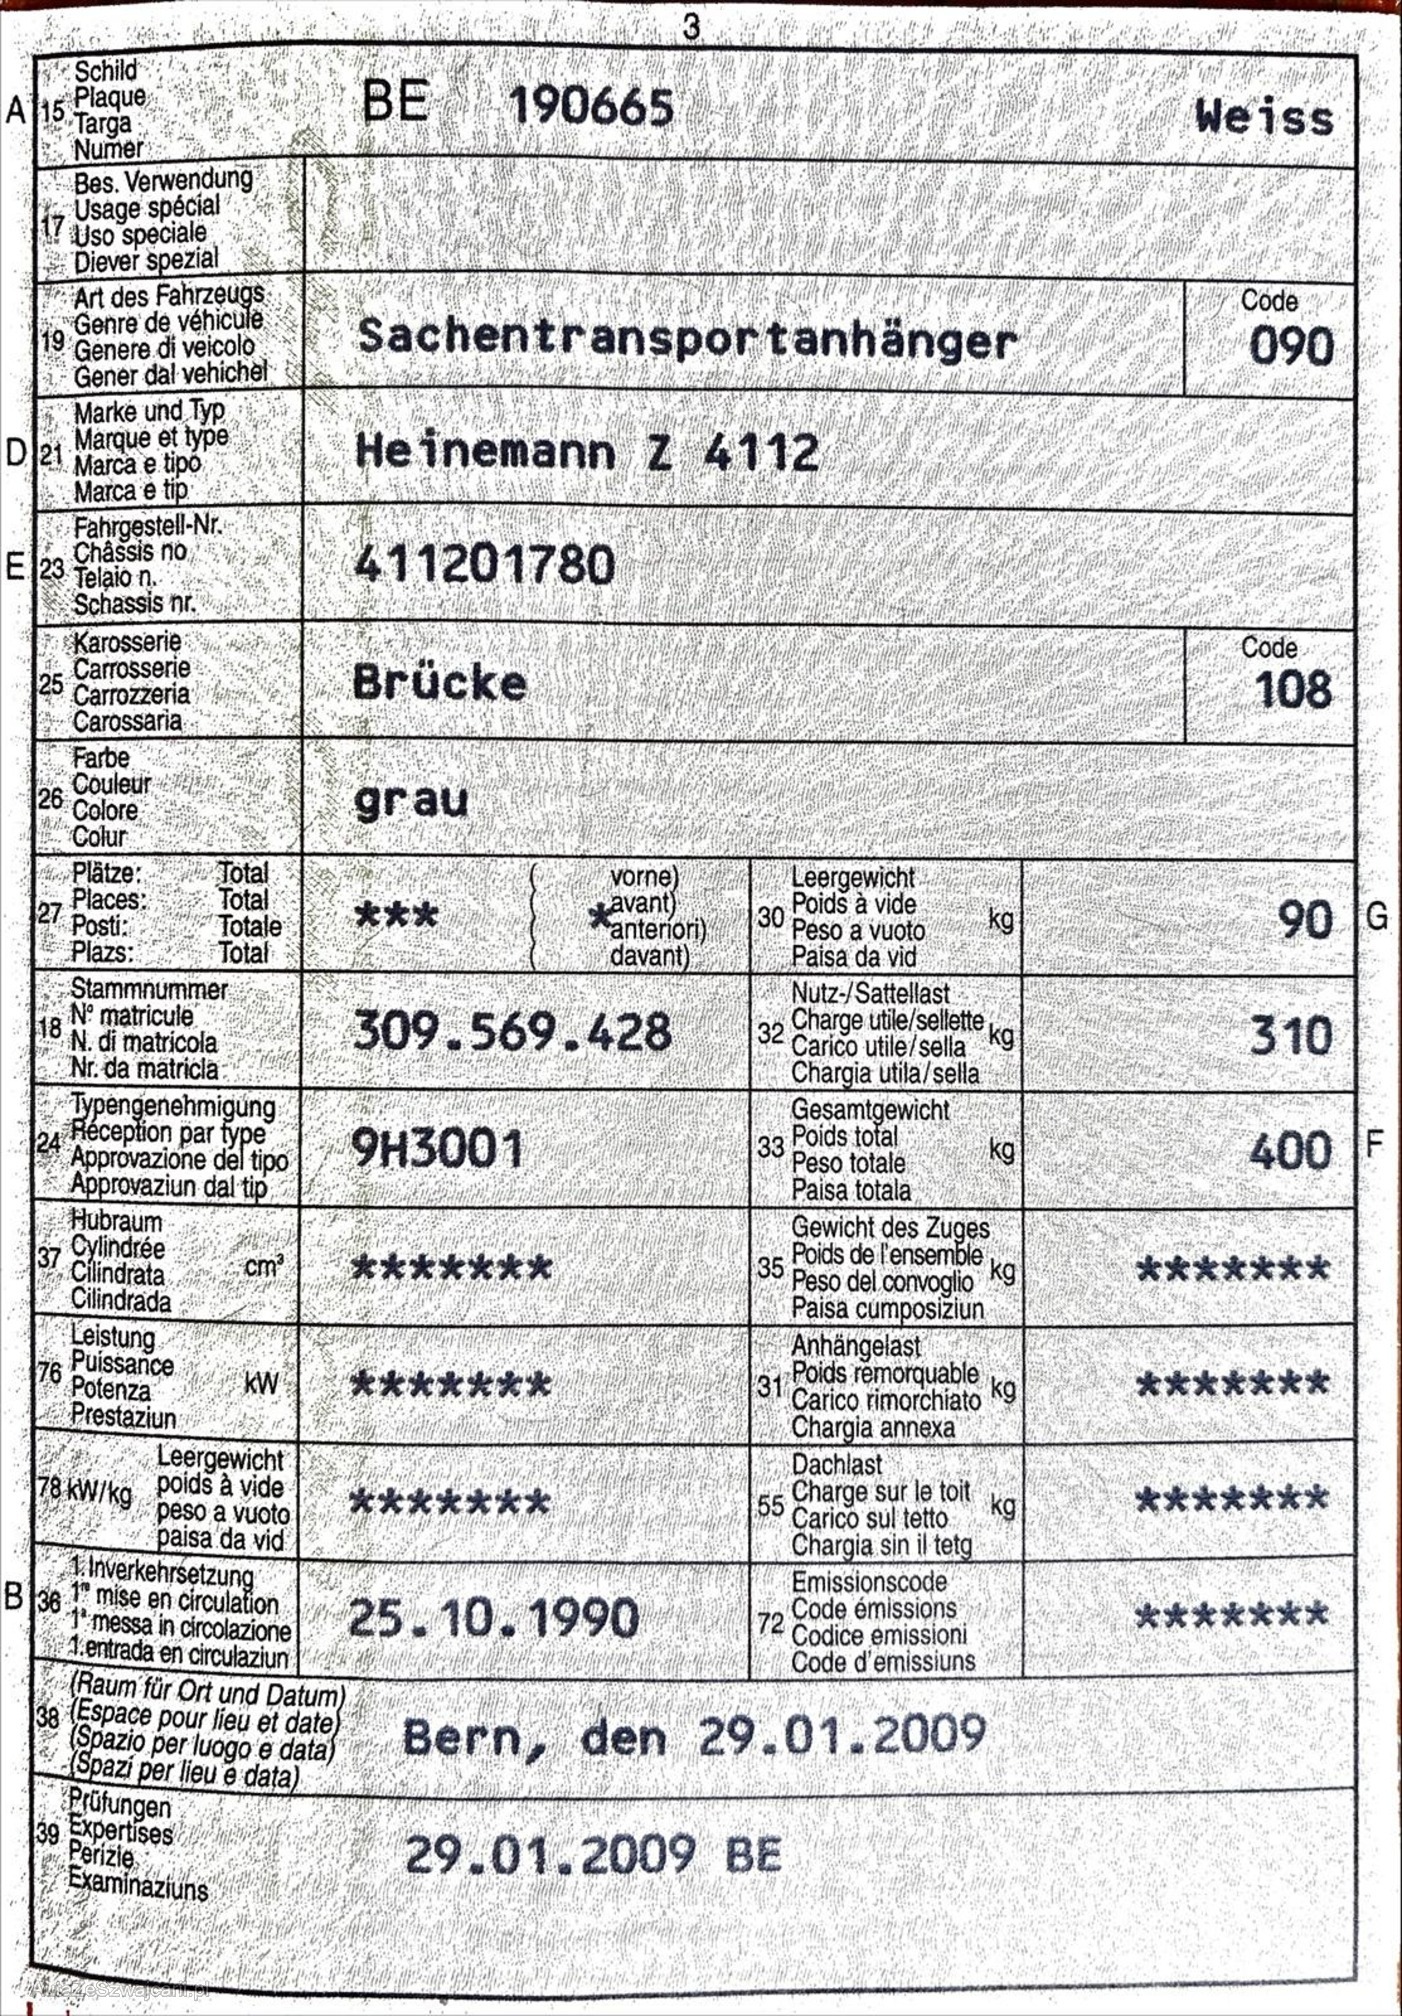 3
A 15 Schild
Plaque
Targa
Numer
BE 190665 Weiss
17 Bes. Verwendung
Usage spécial
Uso speciale
Diever spezial
19 Art des Fahrzeugs
Genre de véhicule
Genere di veicolo
Gener dal vehichel
Sachentransportanhänger
Code
090
D 21 Marke und Typ
Marque et type
Marca e tipo
Marca e tip
Heinemann Z 4112
E 23 Fahrgestell-Nr.
Châssis no
Telaio n.
Schassis nr.
411201780
25 Karosserie
Carrosserie
Carrozzeria
Carossaria
Brücke
Code
108
26 Farbe
Couleur
Colore
Colur
grau
27 Plätze: Total
Places: Total
Posti: Totale
Plazs: Total
*** ( * vorne)
( avant)
( anteriori)
( davant)
30 Leergewicht
Poids à vide
Peso a vuoto
Paisa da vid
kg
90 G
18 Stammnummer
N° matricule
N. di matricola
Nr. da matricla
309.569.428
32 Nutz-/Sattellast
Charge utile/sellette
Carico utile/sella
Chargia utila/sella
kg
310
24 Typengenehmigung
Réception par type
Approvazione del tipo
Approvaziun dal tip
9H3001
33 Gesamtgewicht
Poids total
Peso totale
Paisa totala
kg
400 F
37 Hubraum
Cylindrée
Cilindrata
Cilindrada
cm³
*******
35 Gewicht des Zuges
Poids de l'ensemble
Peso del convoglio
Paisa cumposiziun
kg
*******
76 Leistung
Puissance
Potenza
Prestaziun
kW
*******
31 Anhängelast
Poids remorquable
Carico rimorchiato
Chargia annexa
kg
*******
78 kW/kg Leergewicht
poids à vide
peso a vuoto
paisa da vid
*******
55 Dachlast
Charge sur le toit
Carico sul tetto
Chargia sin il tetg
kg
*******
B 36 1. Inverkehrsetzung
1re mise en circulation
1a messa in circolazione
1. entrada en circulaziun
25.10.1990
72 Emissionscode
Code émissions
Codice emissioni
Code d'emissiuns
*******
38 (Raum für Ort und Datum)
(Espace pour lieu et date)
(Spazio per luogo e data)
(Spazi per lieu e data)
Bern, den 29.01.2009
39 Prüfungen
Expertises
Perizie
Examinaziuns
29.01.2009 BE